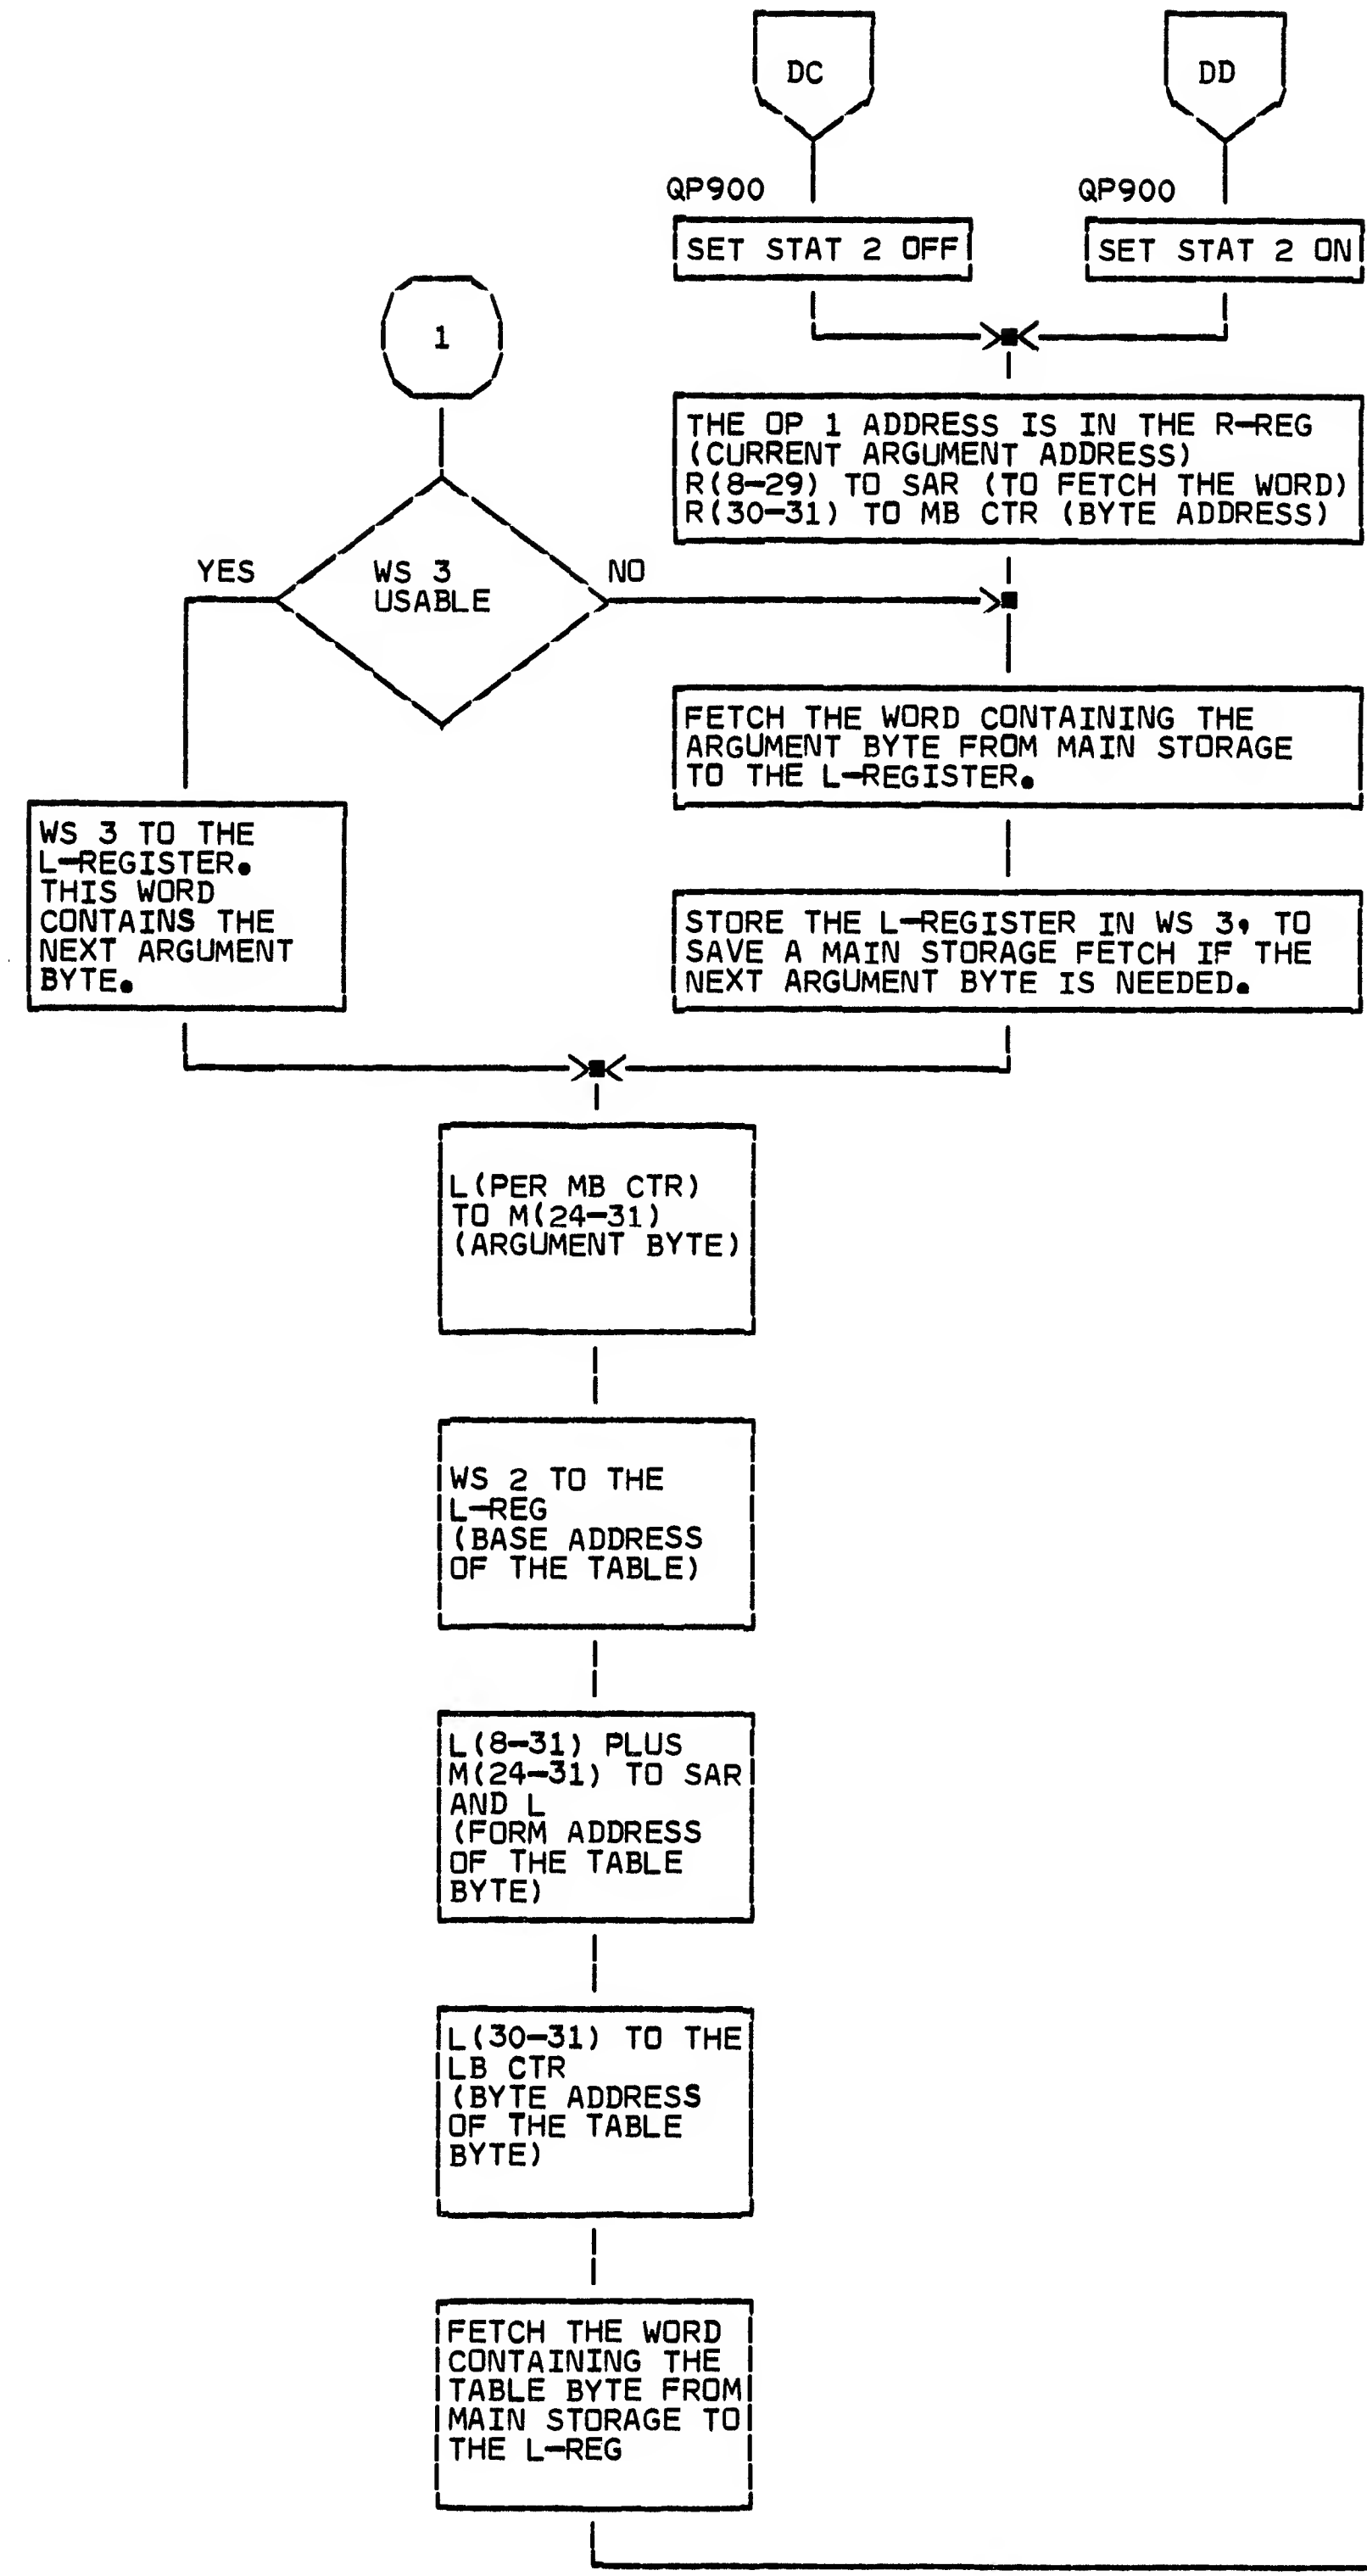 DC
DD
QP900
QP900
SET STAT 2 OFF
SET STAT 2 ON
1
THE OP 1 ADDRESS IS IN THE R-REG
(CURRENT ARGUMENT ADDRESS)
R(8-29) TO SAR (TO FETCH THE WORD)
R(30-31) TO MB CTR (BYTE ADDRESS)
YES
WS 3
USABLE
NO
FETCH THE WORD CONTAINING THE
ARGUMENT BYTE FROM MAIN STORAGE
TO THE L-REGISTER.
WS 3 TO THE
L-REGISTER.
THIS WORD
CONTAINS THE
NEXT ARGUMENT
BYTE.
STORE THE L-REGISTER IN WS 3, TO
SAVE A MAIN STORAGE FETCH IF THE
NEXT ARGUMENT BYTE IS NEEDED.
L(PER MB CTR)
TO M(24-31)
(ARGUMENT BYTE)
WS 2 TO THE
L-REG
(BASE ADDRESS
OF THE TABLE)
L(8-31) PLUS
M(24-31) TO SAR
AND L
(FORM ADDRESS
OF THE TABLE
BYTE)
L(30-31) TO THE
LB CTR
(BYTE ADDRESS
OF THE TABLE
BYTE)
FETCH THE WORD
CONTAINING THE
TABLE BYTE FROM
MAIN STORAGE TO
THE L-REG